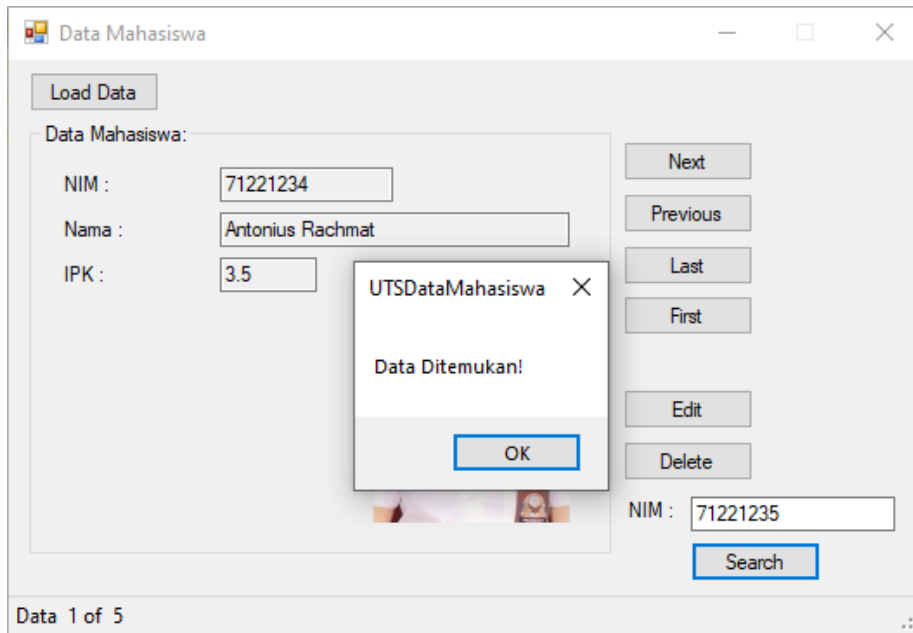 Data Mahasiswa
Load Data
Data Mahasiswa:
NIM : 71221234
Nama : Antonius Rachmat
IPK : 3.5
Next
Previous
Last
First
UTSDataMahasiswa
Data Ditemukan!
OK
Edit
Delete
NIM : 71221235
Search
Data 1 of 5